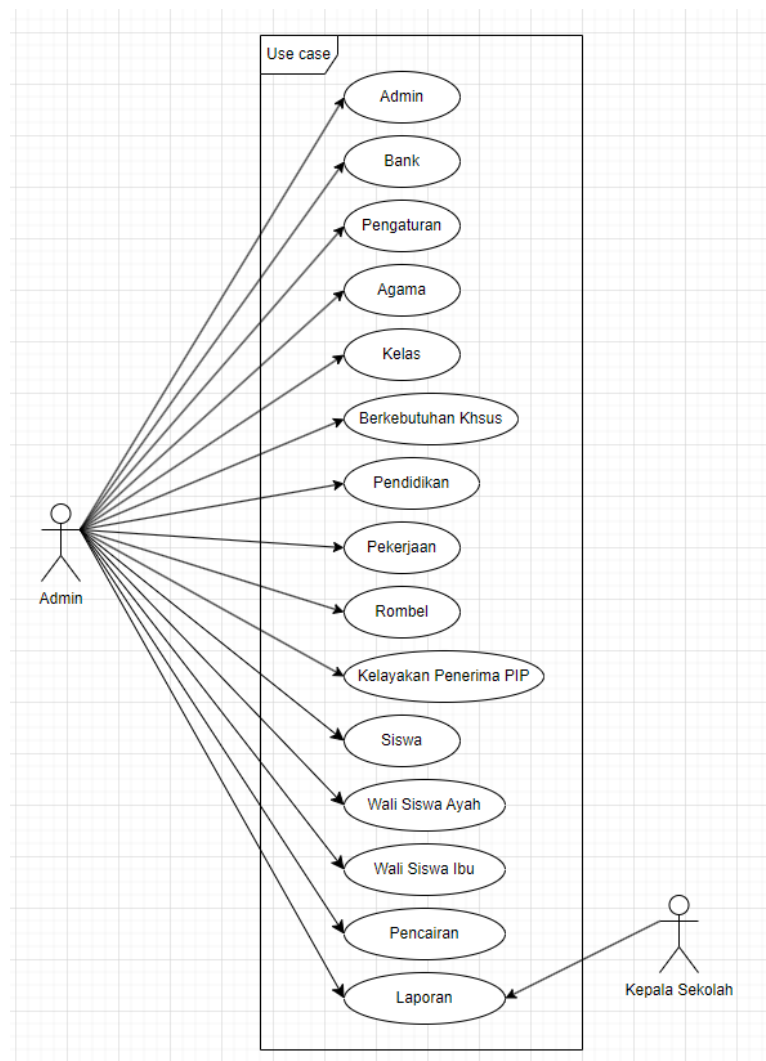 Use case
Admin
Bank
Pengaturan
Agama
Kelas
Berkebutuhan Khsus
Pendidikan
Pekerjaan
Admin
Rombel
Kelayakan Penerima PIP
Siswa
Wali Siswa Ayah
Wali Siswa Ibu
Pencairan
Laporan
Kepala Sekolah